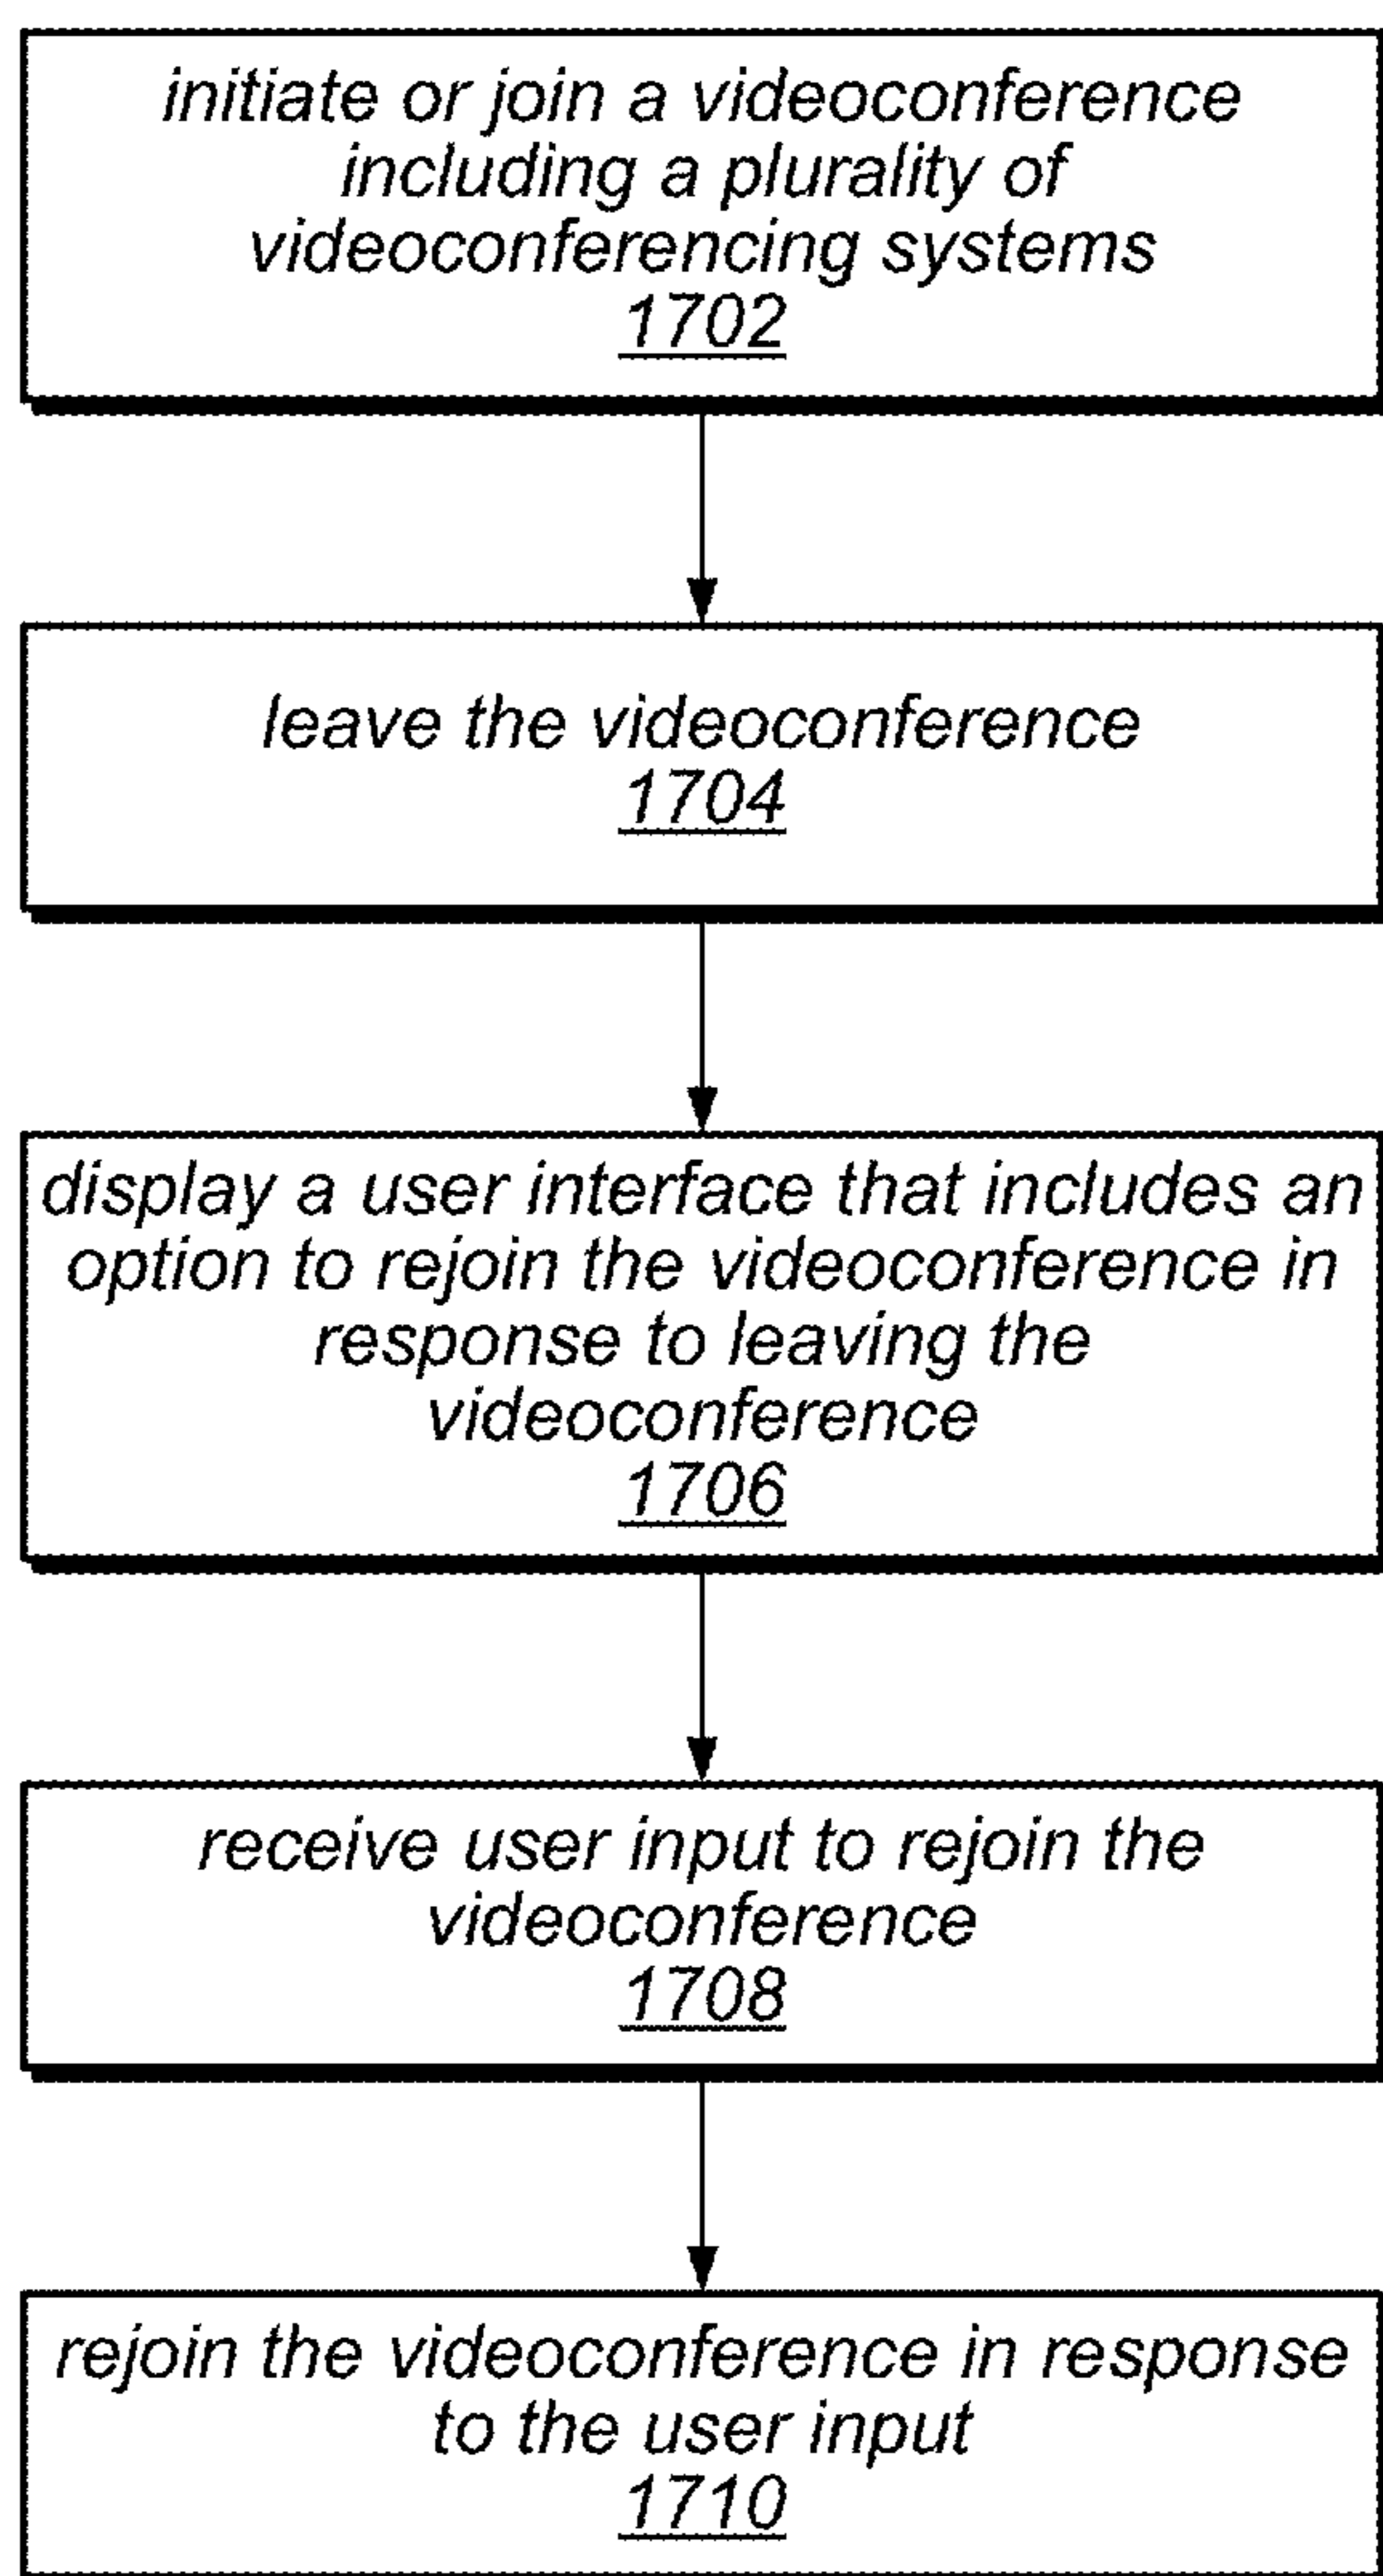 initiate or join a videoconference
including a plurality of
videoconferencing systems
1702
leave the videoconference
1704
display a user interface that includes an
option to rejoin the videoconference in
response to leaving the
videoconference
1706
receive user input to rejoin the
videoconference
1708
rejoin the videoconference in response
to the user input
1710